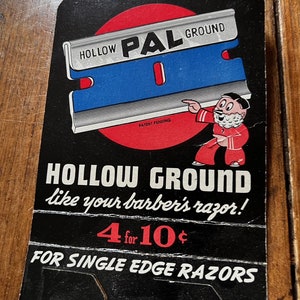 HOLLOW PAL GROUND
PATENT PENDING
HOLLOW GROUND
like your barber's razor!
4 for 10¢
FOR SINGLE EDGE RAZORS